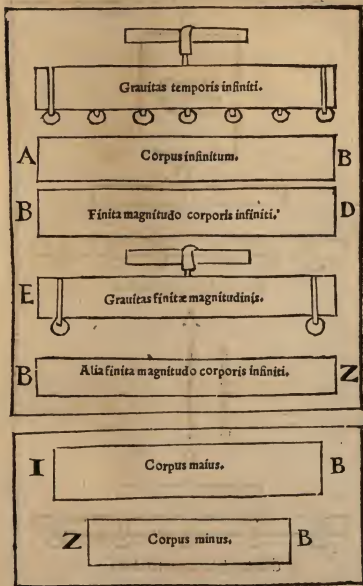 Grauitas temporis infiniti.
A Corpus infinitum. B
B Finita magnitudo corporis infiniti. D
E Grauitas finitæ magnitudinis.
B Alia finita magnitudo corporis infiniti. Z
I Corpus maius. B
Z Corpus minus. B